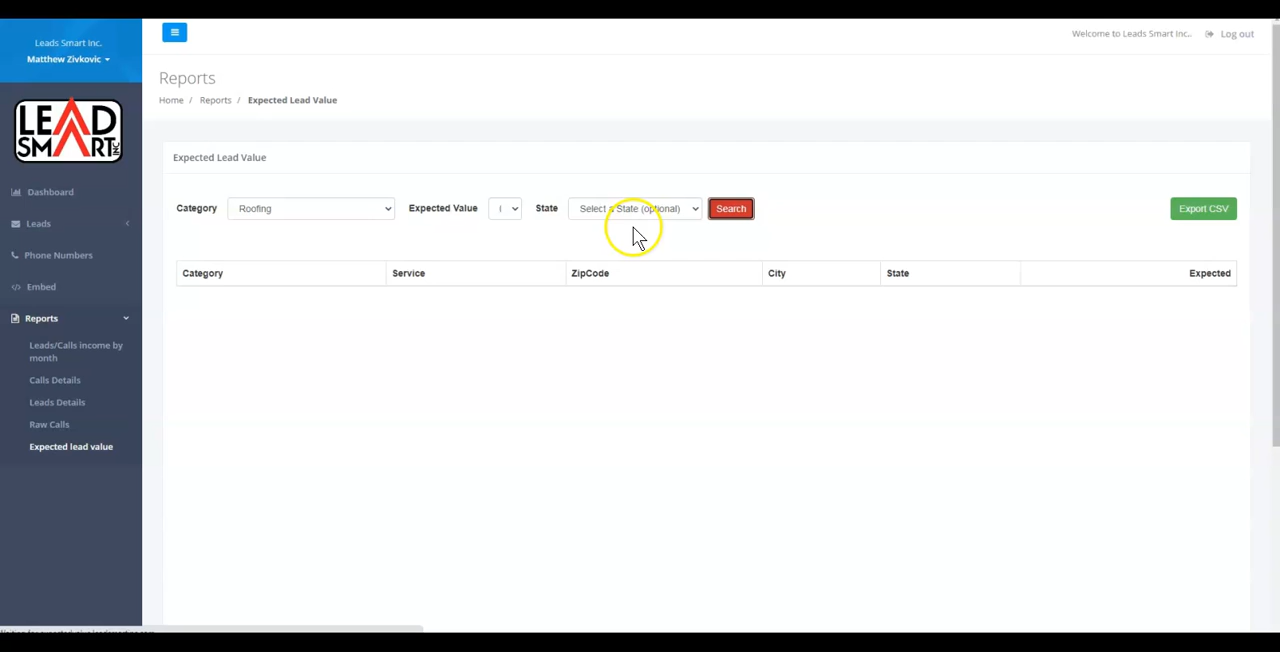 Leads Smart Inc.
Matthew Zivkovic
Welcome to Leads Smart Inc..
Log out
LEAD
SMART INC
Reports
Home / Reports / Expected Lead Value
Dashboard
Leads
Phone Numbers
Embed
Reports
Leads/Calls income by
month
Calls Details
Leads Details
Raw Calls
Expected lead value
Expected Lead Value
Category Roofing Expected Value State Select a State (optional) Search Export CSV
Category Service ZipCode City State Expected